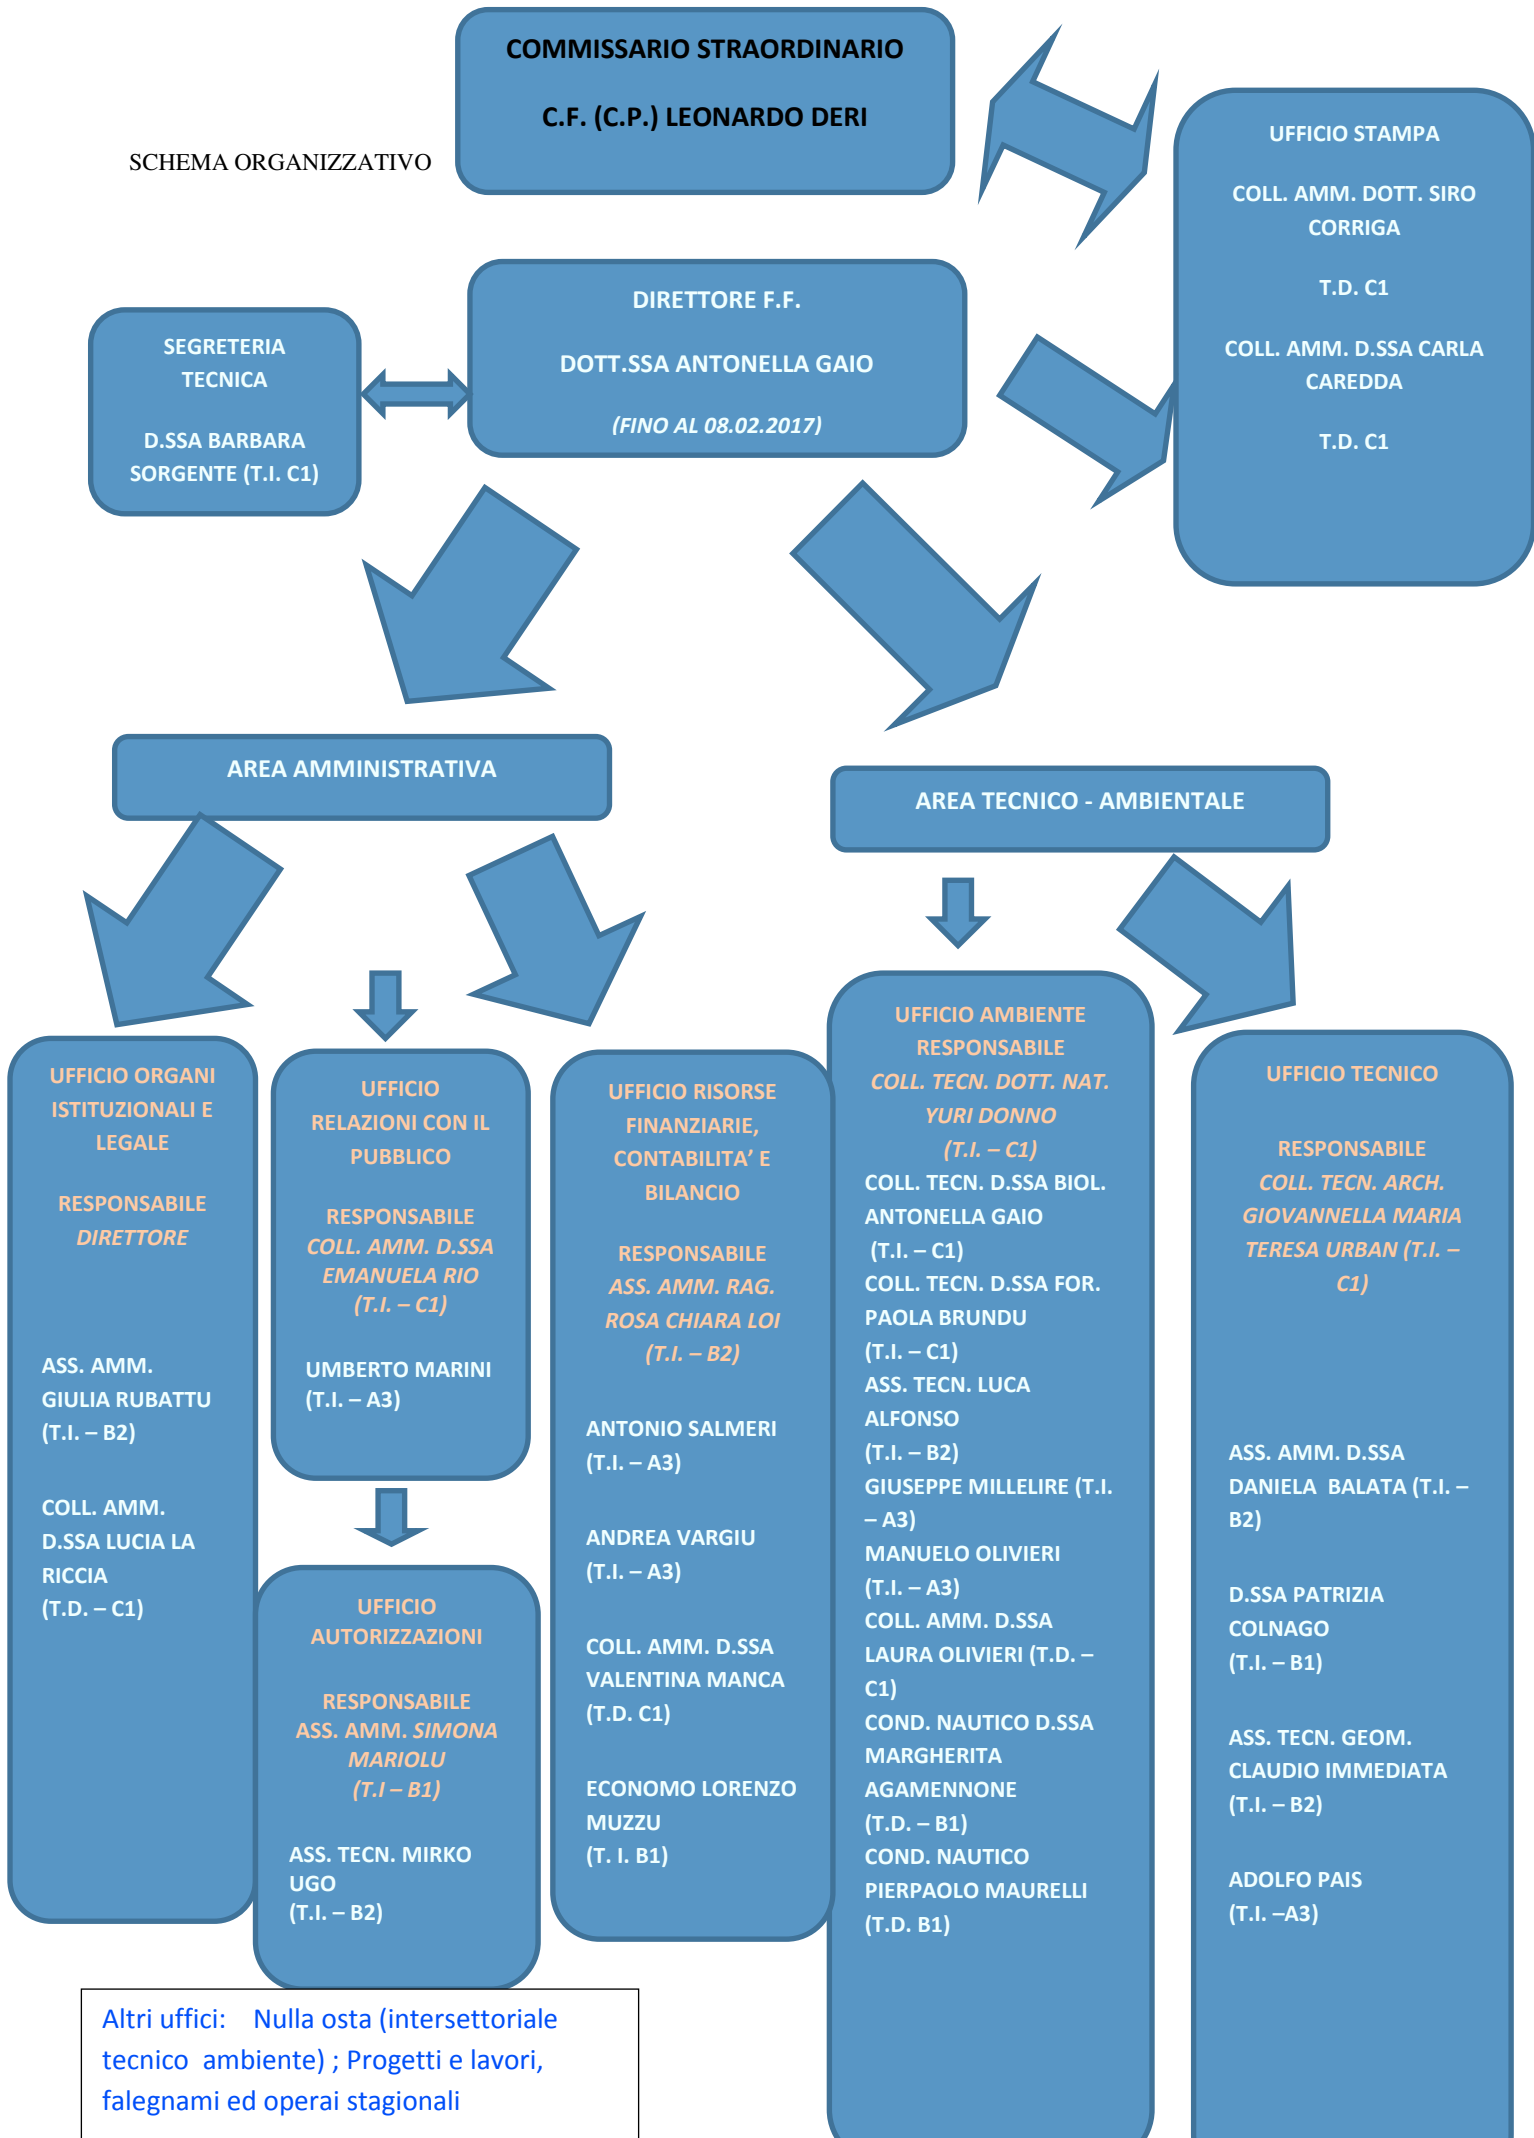 COMMISSARIO STRAORDINARIO
C.F. (C.P.) LEONARDO DERI
SCHEMA ORGANIZZATIVO
UFFICIO STAMPA
COLL. AMM. DOTT. SIRO
CORRIGA
T.D. C1
COLL. AMM. D.SSA CARLA
CAREDDA
T.D. C1
DIRETTORE F.F.
DOTT.SSA ANTONELLA GAIO
(FINO AL 08.02.2017)
SEGRETERIA
TECNICA
D.SSA BARBARA
SORGENTE (T.I. C1)
AREA AMMINISTRATIVA
AREA TECNICO - AMBIENTALE
UFFICIO ORGANI
ISTITUZIONALI E
LEGALE
RESPONSABILE
DIRETTORE
ASS. AMM.
GIULIA RUBATTU
(T.I. – B2)
COLL. AMM.
D.SSA LUCIA LA
RICCIA
(T.D. – C1)
UFFICIO
RELAZIONI CON IL
PUBBLICO
RESPONSABILE
COLL. AMM. D.SSA
EMANUELA RIO
(T.I. – C1)
UMBERTO MARINI
(T.I. – A3)
UFFICIO
AUTORIZZAZIONI
RESPONSABILE
ASS. AMM. SIMONA
MARIOLU
(T.I – B1)
ASS. TECN. MIRKO
UGO
(T.I. – B2)
UFFICIO RISORSE
FINANZIARIE,
CONTABILITA’ E
BILANCIO
RESPONSABILE
ASS. AMM. RAG.
ROSA CHIARA LOI
(T.I. – B2)
ANTONIO SALMERI
(T.I. – A3)
ANDREA VARGIU
(T.I. – A3)
COLL. AMM. D.SSA
VALENTINA MANCA
(T.D. C1)
ECONOMO LORENZO
MUZZU
(T. I. B1)
UFFICIO AMBIENTE
RESPONSABILE
COLL. TECN. DOTT. NAT.
YURI DONNO
(T.I. – C1)
COLL. TECN. D.SSA BIOL.
ANTONELLA GAIO
(T.I. – C1)
COLL. TECN. D.SSA FOR.
PAOLA BRUNDU
(T.I. – C1)
ASS. TECN. LUCA
ALFONSO
(T.I. – B2)
GIUSEPPE MILLELIRE (T.I.
– A3)
MANUELO OLIVIERI
(T.I. – A3)
COLL. AMM. D.SSA
LAURA OLIVIERI (T.D. –
C1)
COND. NAUTICO D.SSA
MARGHERITA
AGAMENNONE
(T.D. – B1)
COND. NAUTICO
PIERPAOLO MAURELLI
(T.D. B1)
UFFICIO TECNICO
RESPONSABILE
COLL. TECN. ARCH.
GIOVANNELLA MARIA
TERESA URBAN (T.I. –
C1)
ASS. AMM. D.SSA
DANIELA  BALATA (T.I. –
B2)
D.SSA PATRIZIA
COLNAGO
(T.I. – B1)
ASS. TECN. GEOM.
CLAUDIO IMMEDIATA
(T.I. – B2)
ADOLFO PAIS
(T.I. –A3)
Altri uffici:    Nulla osta (intersettoriale
tecnico  ambiente) ; Progetti e lavori,
falegnami ed operai stagionali